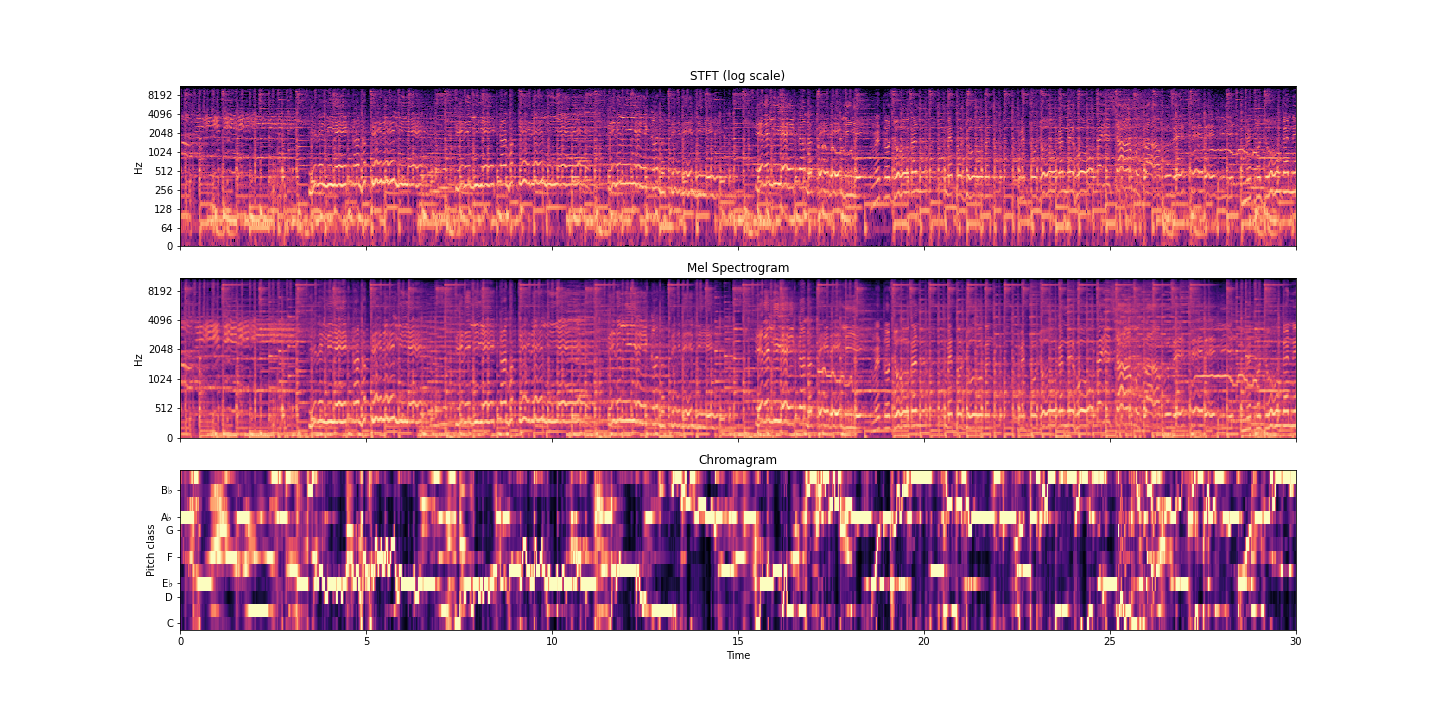 STFT (log scale)
8192
4096
2048
1024
512
256
128
64
0
Hz
Mel Spectrogram
8192
4096
2048
1024
512
0
Hz
Chromagram
B♭
A♭
G
F
E♭
D
C
Pitch class
0 5 10 15 20 25 30
Time